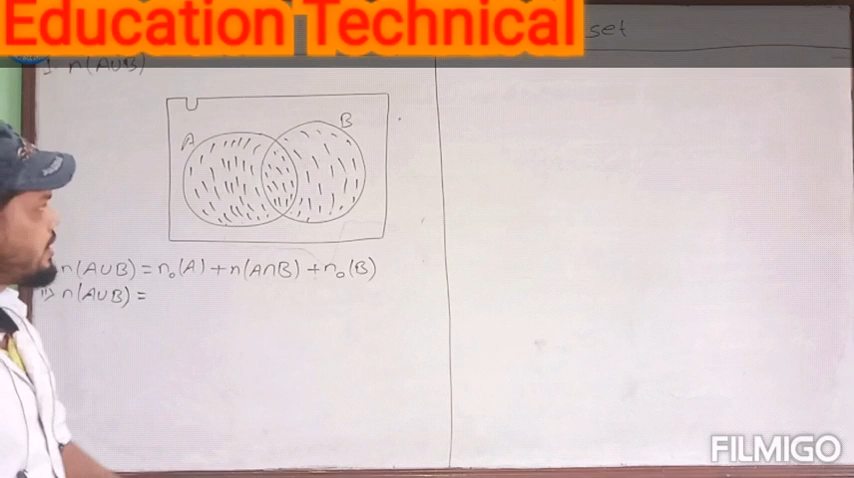 Education Technical
set
1. n(A∪B)
A
B
n(A∪B) = n₀(A) + n(A∩B) + n₀(B)
ii) n(A∪B) =
FILMIGO